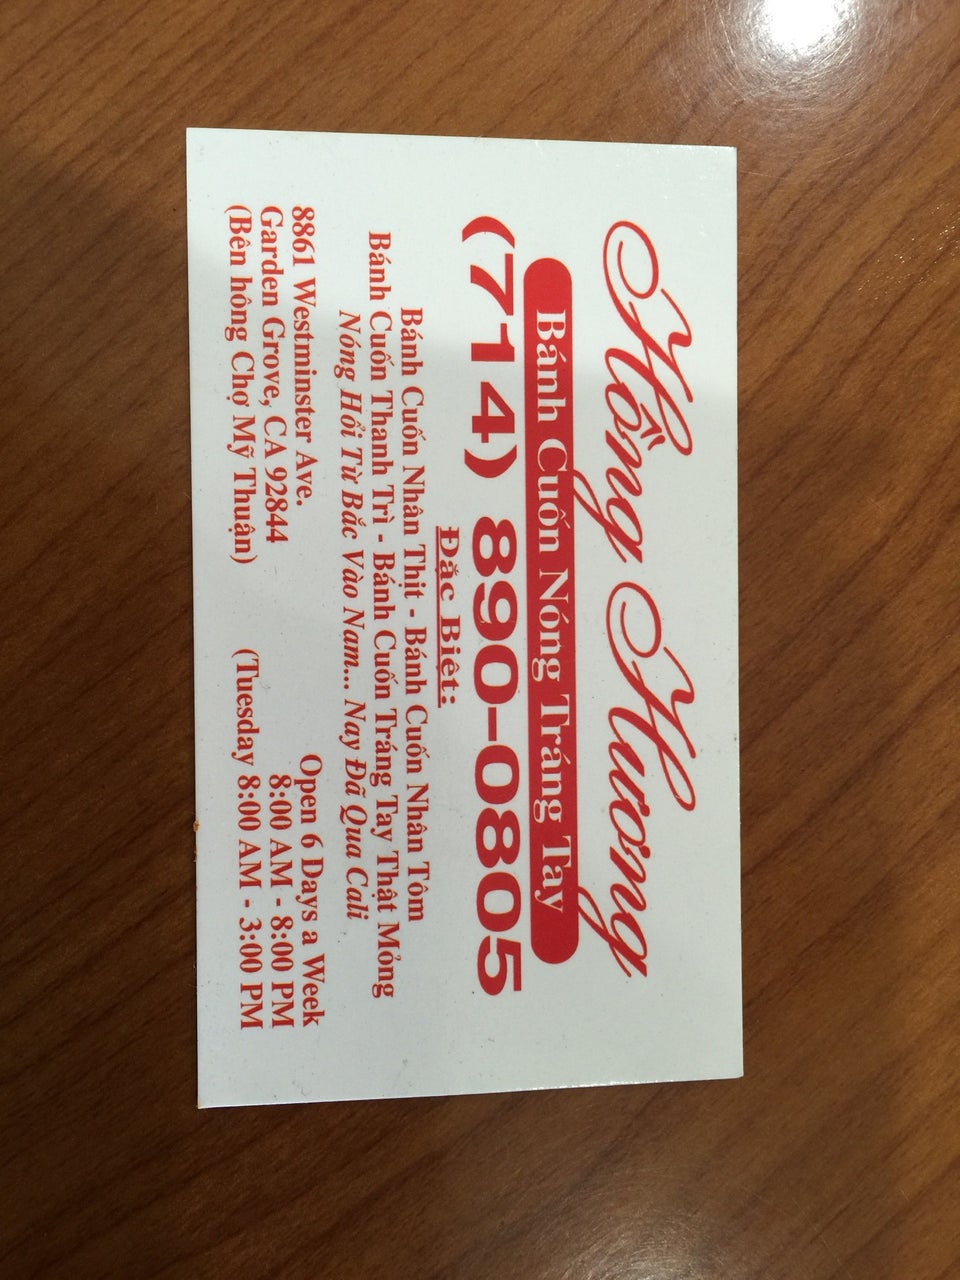 Hồng Hương
Bánh Cuốn Nóng Tráng Tay
(714) 890-0805
Đặc Biệt:
Bánh Cuốn Nhân Thịt - Bánh Cuốn Nhân Tôm
Bánh Cuốn Thanh Trì - Bánh Cuốn Tráng Tay Thật Mỏng
Nóng Hổi Từ Bắc Vào Nam... Nay Đã Qua Cali
8861 Westminster Ave.
Garden Grove, CA 92844
(Bên hông Chợ Mỹ Thuận)
Open 6 Days a Week
8:00 AM - 8:00 PM
(Tuesday 8:00 AM - 3:00 PM